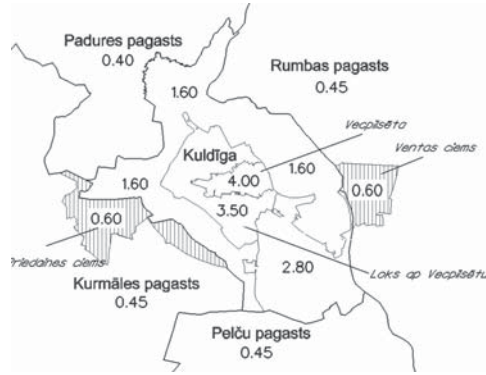 Padures pagasts
0.40
Rumbas pagasts
0.45
1.60
Vecpilsēta
Kuldīga
Ventas ciems
4.00
1.60
0.60
1.60
3.50
0.60
Priedaines ciems
2.80
Loks ap Vecpilsētu
Kurmāles pagasts
0.45
Pelču pagasts
0.45